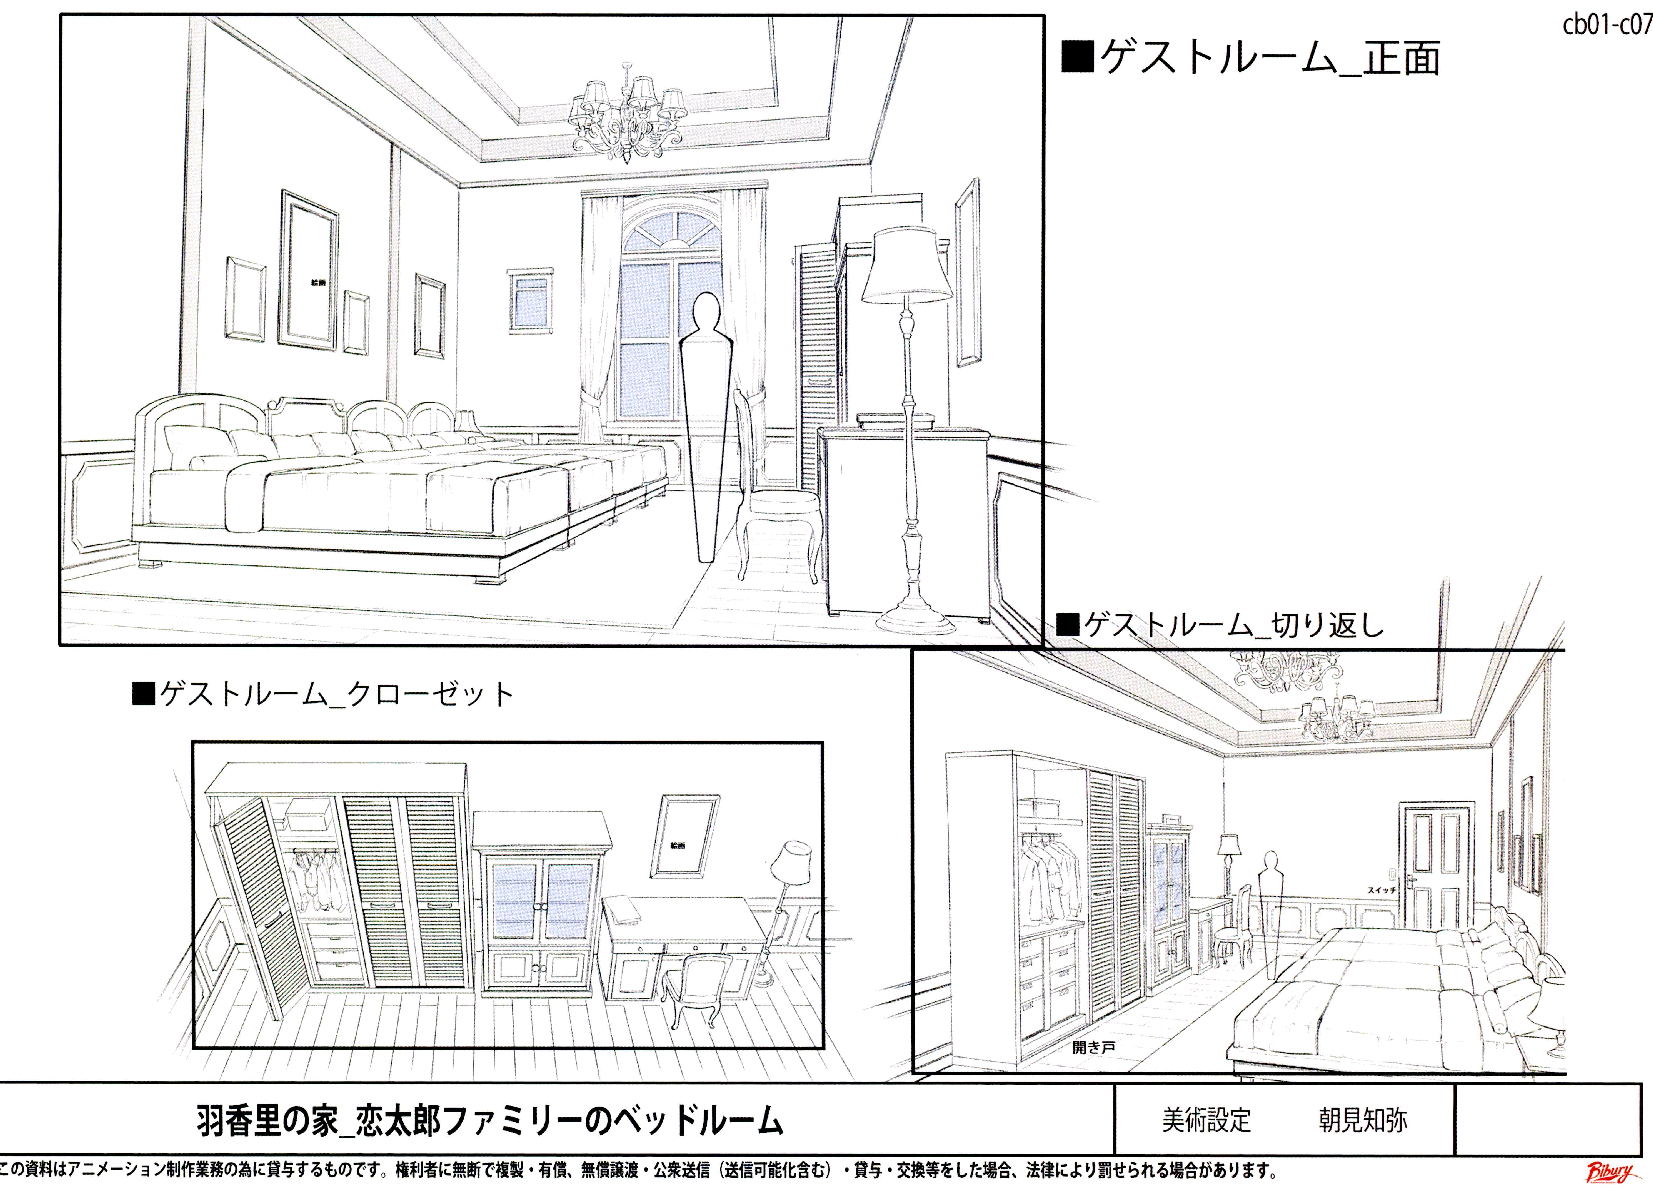 cb01-c07
■ゲストルーム_正面
絵画
■ゲストルーム_切り返し
■ゲストルーム_クローゼット
絵画
スイッチ
開き戸
羽香里の家_恋太郎ファミリーのベッドルーム
美術設定 朝見知弥
この資料はアニメーション制作業務の為に貸与するものです。権利者に無断で複製・有償、無償譲渡・公衆送信（送信可能化含む）・貸与・交換等をした場合、法律により罰せられる場合があります。
Bibury